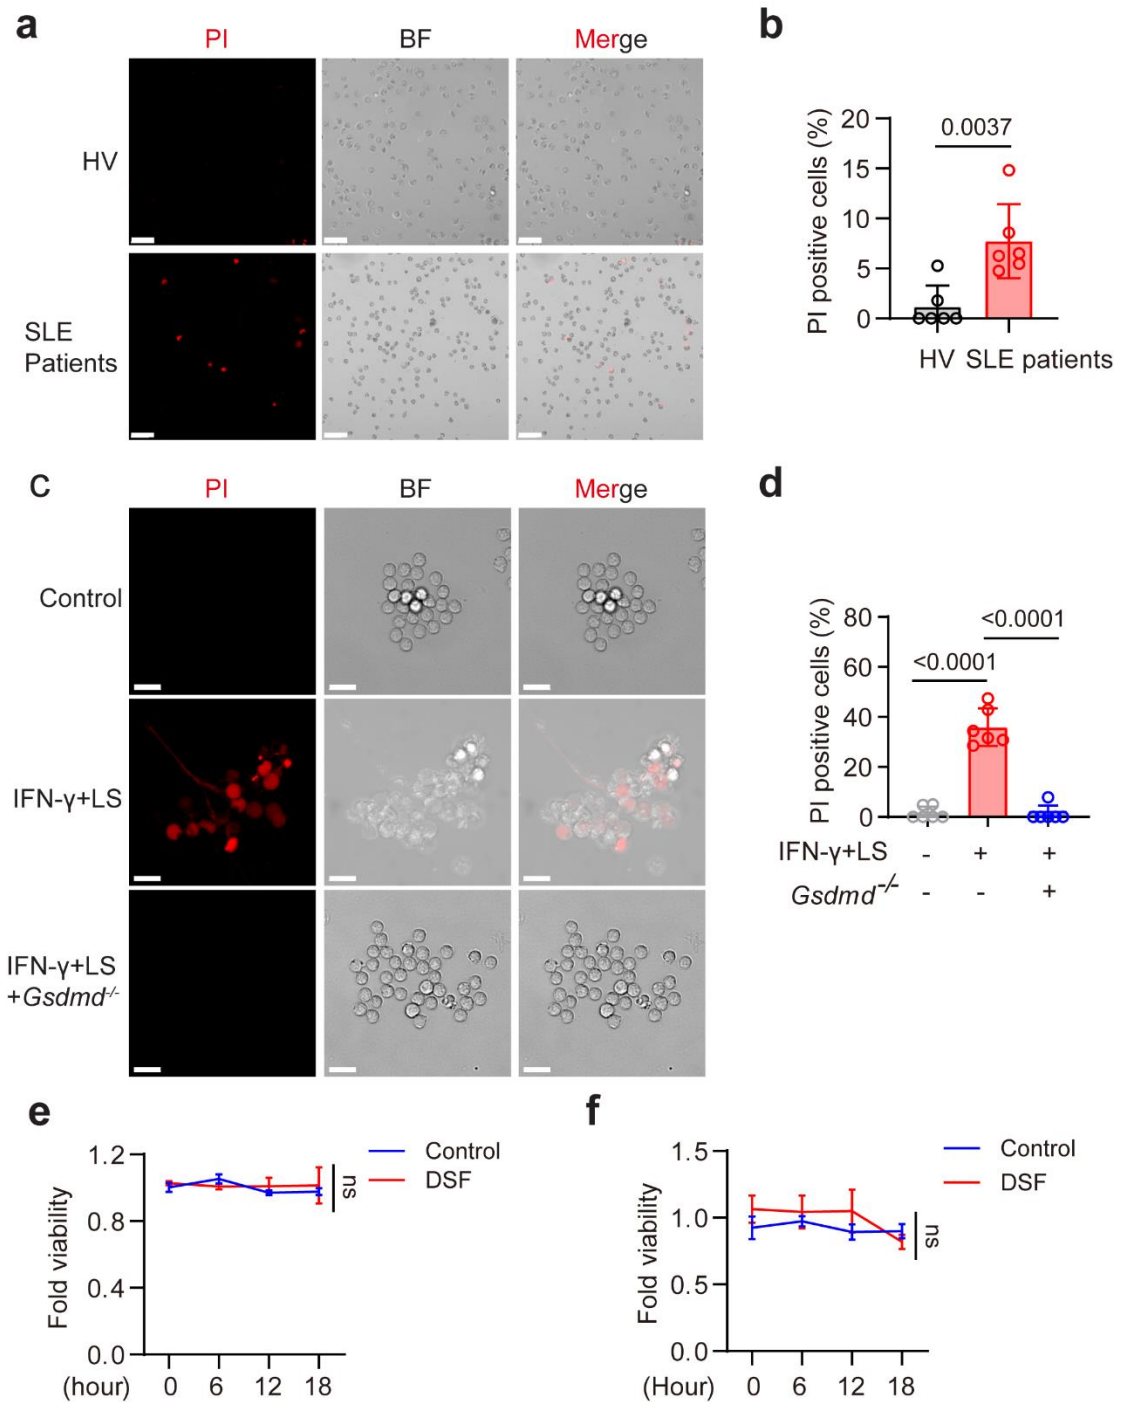 a
PI BF Merge
HV
SLE
Patients
b
PI positive cells (%)
20
15
10
5
0
0.0037
HV SLE patients
c
PI BF Merge
Control
IFN-γ+LS
IFN-γ+LS
+Gsdmd-/-
d
PI positive cells (%)
80
60
40
20
0
<0.0001
<0.0001
IFN-γ+LS - + +
Gsdmd-/- - - +
e
Fold viability
1.2
0.8
0.4
0.0
(hour) 0 6 12 18
Control
DSF
ns
f
Fold viability
1.5
1.0
0.5
0.0
(Hour) 0 6 12 18
Control
DSF
ns